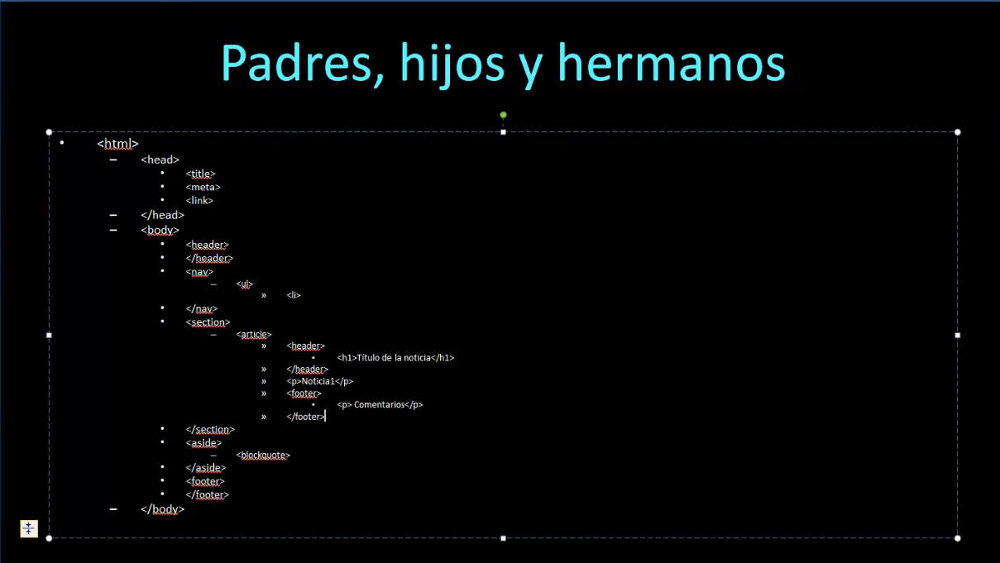 Padres, hijos y hermanos
• <html>
– <head>
• <title>
• <meta>
• <link>
– </head>
– <body>
• <header>
• </header>
• <nav>
– <ul>
» <li>
• </nav>
• <section>
– <article>
» <header>
• <h1>Título de la noticia</h1>
» </header>
» <p>Noticia1</p>
» <footer>
• <p> Comentarios</p>
» </footer>
• </section>
• <aside>
– <blockquote>
• </aside>
• <footer>
• </footer>
– </body>